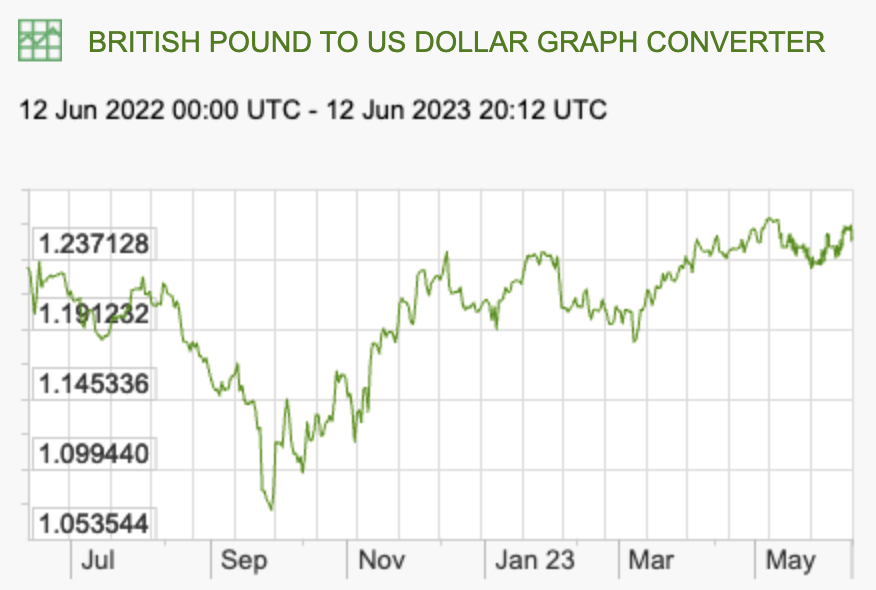 BRITISH POUND TO US DOLLAR GRAPH CONVERTER
12 Jun 2022 00:00 UTC - 12 Jun 2023 20:12 UTC
1.237128
1.191232
1.145336
1.099440
1.053544
Jul Sep Nov Jan 23 Mar May